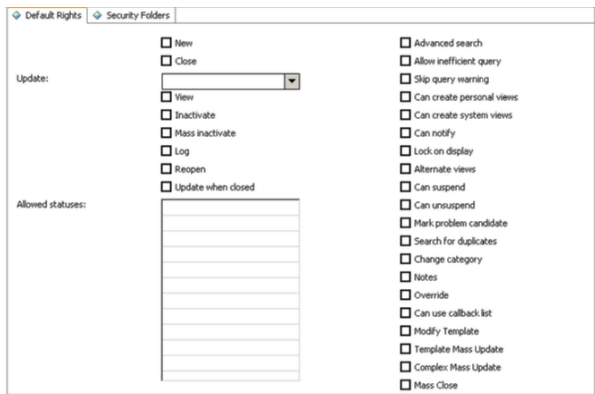 Default Rights
Security Folders
New
Close
Update:
View
Inactivate
Mass inactivate
Log
Reopen
Update when closed
Allowed statuses:
Advanced search
Allow inefficient query
Skip query warning
Can create personal views
Can create system views
Can notify
Lock on display
Alternate views
Can suspend
Can unsuspend
Mark problem candidate
Search for duplicates
Change category
Notes
Override
Can use callback list
Modify Template
Template Mass Update
Complex Mass Update
Mass Close